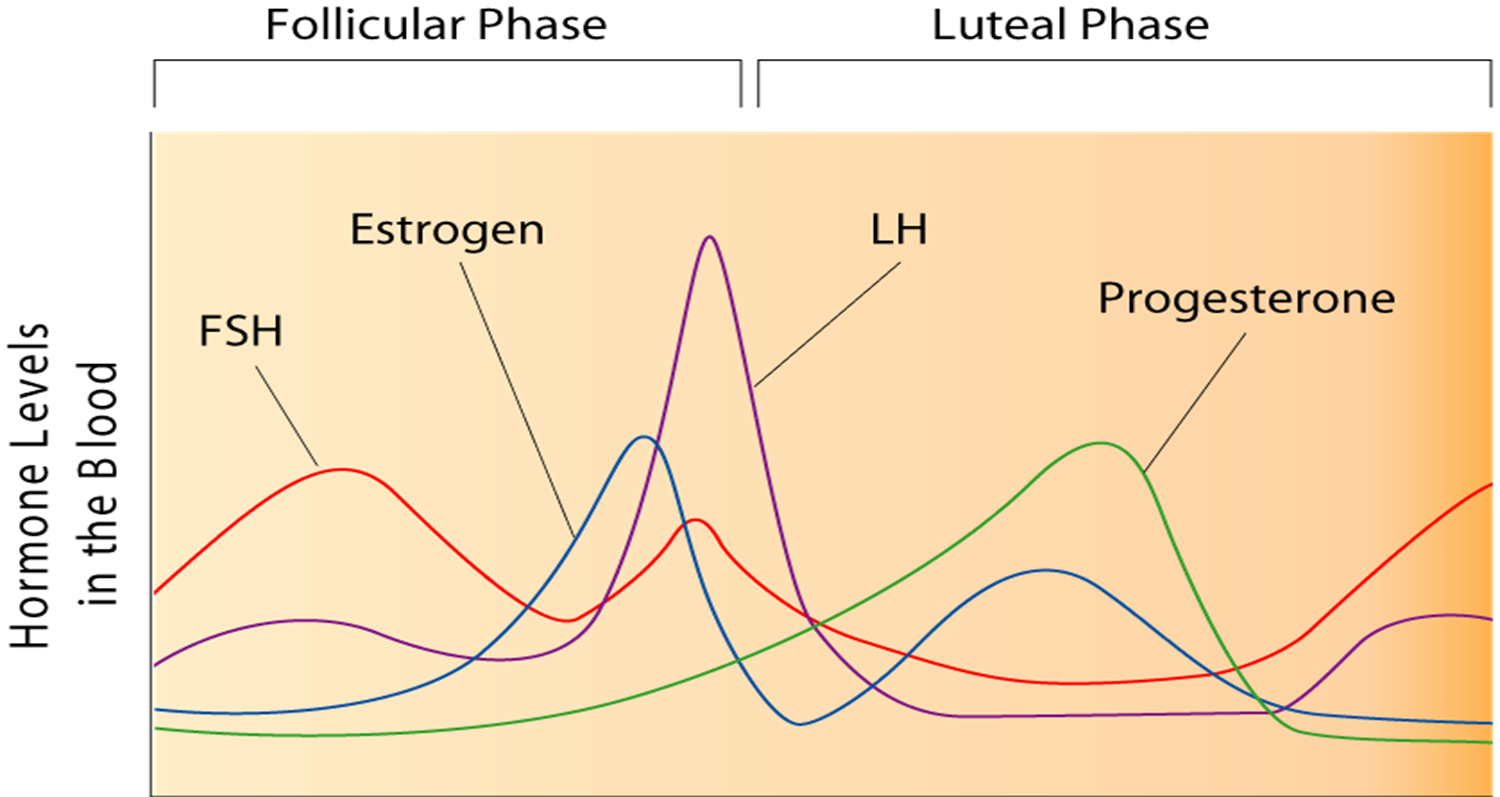 Follicular Phase
Luteal Phase
Estrogen
LH
Progesterone
FSH
Hormone Levels
in the Blood